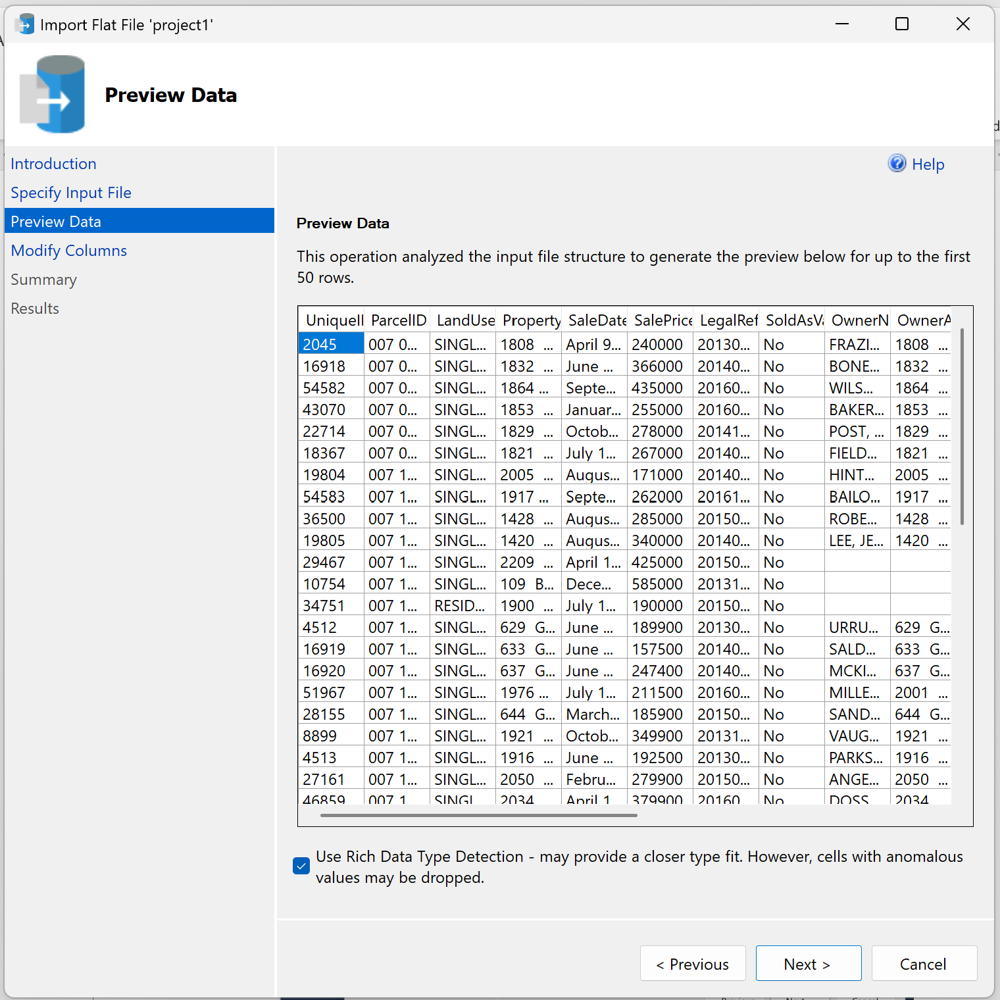 Import Flat File 'project1'
Preview Data
Introduction
Specify Input File
Preview Data
Modify Columns
Summary
Results
Help
Preview Data
This operation analyzed the input file structure to generate the preview below for up to the first
50 rows.
UniqueI ParcelID LandUse Property SaleDate SalePrice LegalRef SoldAsVa OwnerN OwnerA
2045 007 0... SINGL... 1808 ... April 9... 240000 20130... No FRAZI... 1808 ...
16918 007 0... SINGL... 1832 ... June ... 366000 20140... No BONE... 1832 ...
54582 007 0... SINGL... 1864 ... Septe... 435000 20160... No WILS... 1864 ...
43070 007 0... SINGL... 1853 ... Januar... 255000 20160... No BAKER... 1853 ...
22714 007 0... SINGL... 1829 ... Octob... 278000 20141... No POST, ... 1829 ...
18367 007 0... SINGL... 1821 ... July 1... 267000 20140... No FIELD... 1821 ...
19804 007 1... SINGL... 2005 ... Augus... 171000 20140... No HINT... 2005 ...
54583 007 1... SINGL... 1917 ... Septe... 262000 20161... No BAILO... 1917 ...
36500 007 1... SINGL... 1428 ... Augus... 285000 20150... No ROBE... 1428 ...
19805 007 1... SINGL... 1420 ... Augus... 340000 20140... No LEE, JE... 1420 ...
29467 007 1... SINGL... 2209 ... April 1... 425000 20150... No
10754 007 1... SINGL... 109 B... Dece... 585000 20131... No
34751 007 1... RESID... 1900 ... July 1... 190000 20150... No
4512 007 1... SINGL... 629 G... June ... 189900 20130... No URRU... 629 G...
16919 007 1... SINGL... 633 G... June ... 157500 20140... No SALD... 633 G...
16920 007 1... SINGL... 637 G... June ... 247400 20140... No MCKI... 637 G...
51967 007 1... SINGL... 1976 ... July 1... 211500 20160... No MILLE... 2001 ...
28155 007 1... SINGL... 644 G... March... 185900 20150... No SAND... 644 G...
8899 007 1... SINGL... 1921 ... Octob... 349900 20131... No VAUG... 1921 ...
4513 007 1... SINGL... 1916 ... June ... 192500 20130... No PARKS... 1916 ...
27161 007 1... SINGL... 2050 ... Febru... 279900 20150... No ANGE... 2050 ...
46859 007 1 SINGL 2034 April 1 379900 20160 No DOSS 2034
Use Rich Data Type Detection - may provide a closer type fit. However, cells with anomalous
values may be dropped.
< Previous
Next >
Cancel